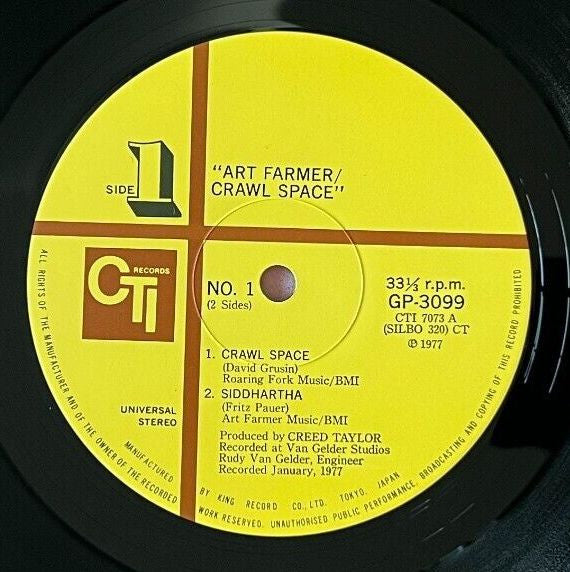 "ART FARMER/
CRAWL SPACE"
SIDE 1
CTI RECORDS
NO. 1
(2 Sides)
33⅓ r.p.m.
GP-3099
CTI 7073 A
(SILBO 320) CT
Ⓟ 1977
1. CRAWL SPACE
(David Grusin)
Roaring Fork Music/BMI
2. SIDDHARTHA
(Fritz Pauer)
Art Farmer Music/BMI
UNIVERSAL
STEREO
Produced by CREED TAYLOR
Recorded at Van Gelder Studios
Rudy Van Gelder, Engineer
Recorded January, 1977
MANUFACTURED BY KING RECORD CO., LTD. TOKYO, JAPAN
ALL RIGHTS OF THE MANUFACTURER AND OF THE OWNER OF THE RECORDED WORK RESERVED. UNAUTHORISED PUBLIC PERFORMANCE, BROADCASTING AND COPYING OF THIS RECORD PROHIBITED